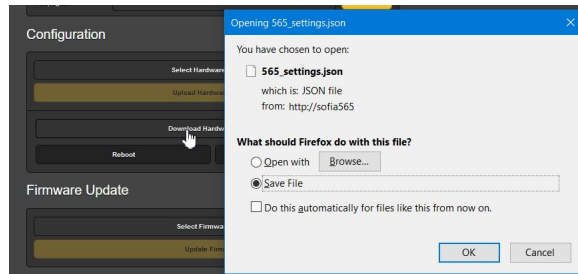 Configuration
Select Hardware
Upload Hardwa
Download Hardw
Reboot
Firmware Update
Select Firmwa
Update Firm
Opening 565_settings.json
You have chosen to open:
565_settings.json
which is: JSON file
from: http://sofia565
What should Firefox do with this file?
Open with Browse...
Save File
Do this automatically for files like this from now on.
OK Cancel